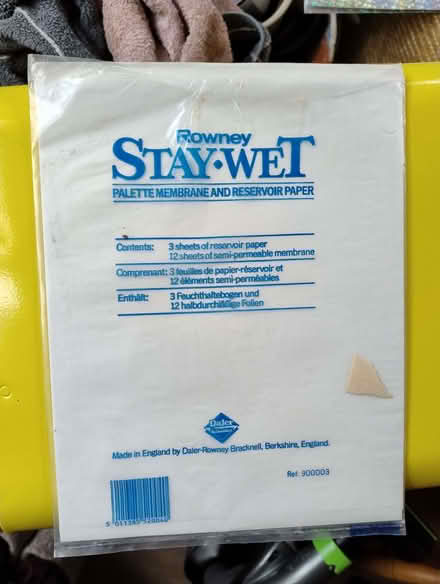 Rowney
STAY·WET
PALETTE MEMBRANE AND RESERVOIR PAPER
Contents: 3 sheets of reservoir paper
12 sheets of semi-permeable membrane
Comprenant: 3 feuilles de papier-réservoir et
12 éléments semi-perméables
Enthält: 3 Feuchthaltebogen und
12 halbdurchläßige Folien
Daler
Made in England by Daler-Rowney Bracknell, Berkshire, England.
Ref. 900003